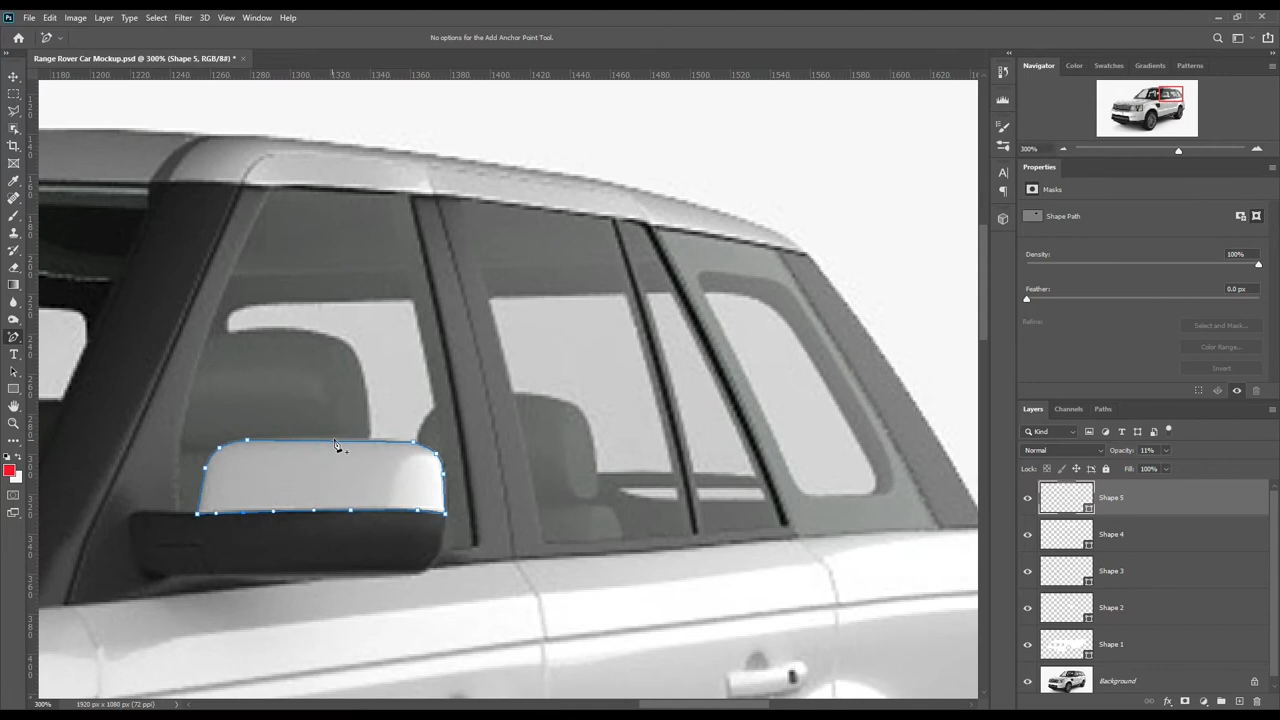 Ps File Edit Image Layer Type Select Filter 3D View Window Help
No options for the Add Anchor Point Tool.
Range Rover Car Mockup.psd @ 300% (Shape 5, RGB/8#) * ×
1180 1200 1220 1240 1260 1280 1300 1320 1340 1360 1380 1400 1420 1440 1460 1480 1500 1520 1540 1560 1580 1600 1620
Navigator Color Swatches Gradients Patterns
300%
Properties
Masks
Shape Path
Density: 100%
Feather: 0.0 px
Refine:
Select and Mask...
Color Range...
Invert
Layers Channels Paths
Kind
Normal Opacity: 11%
Lock: Fill: 100%
Shape 5
Shape 4
Shape 3
Shape 2
Shape 1
Background
300% 1920 px x 1080 px (72 ppi)